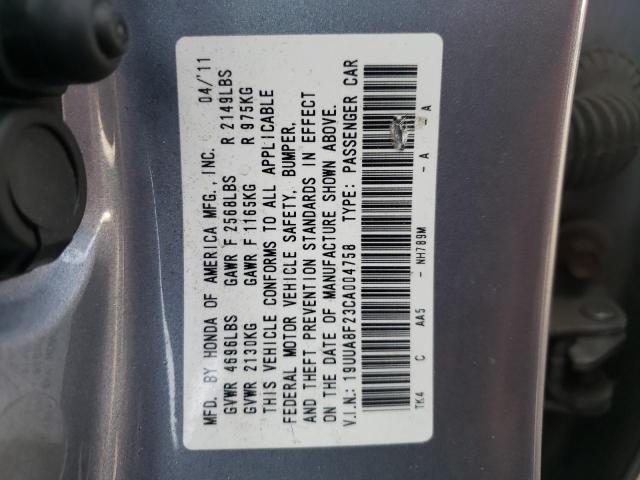 MFD. BY HONDA OF AMERICA MFG., INC. 04/'11
GVWR 4696LBS GAWR F 2568LBS R 2149LBS
GVWR 2130KG GAWR F 1165KG R 975KG
THIS VEHICLE CONFORMS TO ALL APPLICABLE
FEDERAL MOTOR VEHICLE SAFETY, BUMPER,
AND THEFT PREVENTION STANDARDS IN EFFECT
ON THE DATE OF MANUFACTURE SHOWN ABOVE.
V.I.N.: 19UUA8F23CA004758 TYPE: PASSENGER CAR
TK4 C AA5 - NH789M - A A